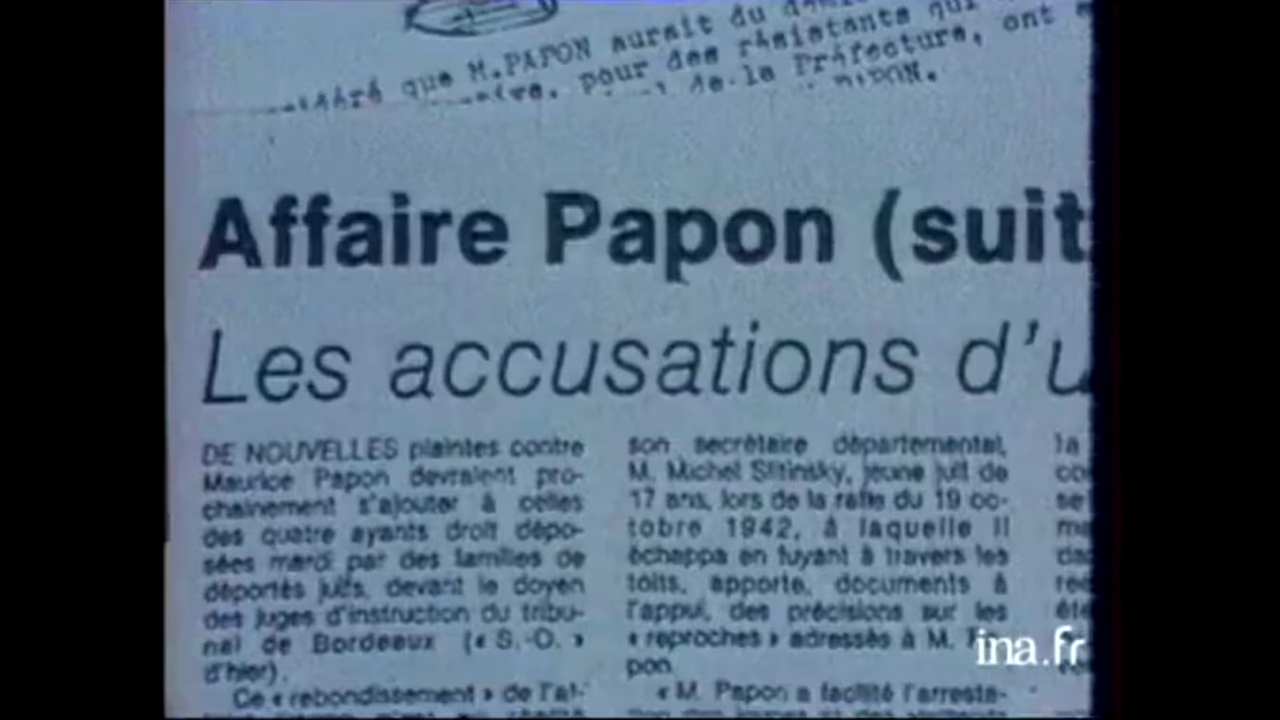 que M.PAPON aurait du
pour des résistants qui
de la Préfecture, ont
Affaire Papon (suit
Les accusations d'u
DE NOUVELLES plaintes contre
Maurice Papon devraient pro-
chainement s'ajouter à celles
des quatre ayants droit dépo-
sées mardi par des familles de
déportés juifs, devant le doyen
des juges d'instruction du tribu-
nal de Bordeaux (« S.-O. »
d'hier).
Ce « rebondissement » de l'af-
son secrétaire départemental,
M. Michel Slitinsky, jeune juif de
17 ans, lors de la rafle du 19 oc-
tobre 1942, à laquelle il
échappa en fuyant à travers les
toits, apporte, documents à
l'appui, des précisions sur les
« reproches » adressés à M.
pon
« M. Papon a facilité l'arresta-
la
ina.fr